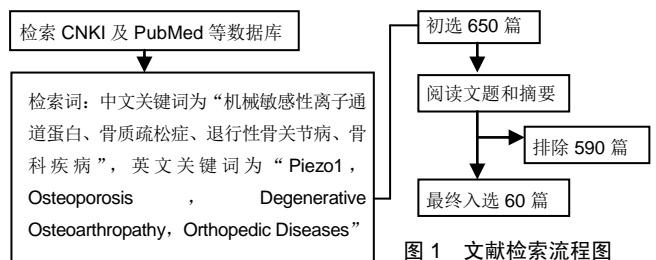 检索 CNKI 及 PubMed 等数据库
检索词：中文关键词为“机械敏感性离子通
道蛋白、骨质疏松症、退行性骨关节病、骨
科疾病”，英文关键词为“Piezo1，
Osteoporosis ， Degenerative
Osteoarthropathy，Orthopedic Diseases”
初选 650 篇
阅读文题和摘要
排除 590 篇
最终入选 60 篇
图 1 文献检索流程图